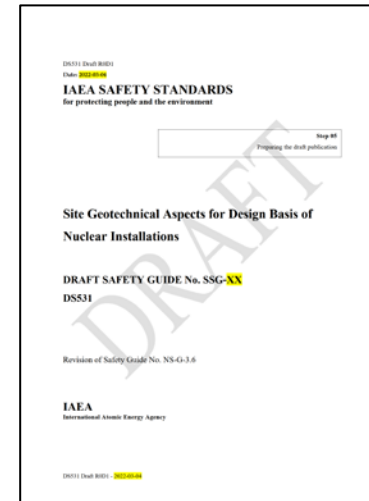 DS531 Draft R0D1
Date: 2022-03-04
IAEA SAFETY STANDARDS
for protecting people and the environment
Step 05
Preparing the draft publication
Site Geotechnical Aspects for Design Basis of
Nuclear Installations
DRAFT SAFETY GUIDE No. SSG-XX
DS531
Revision of Safety Guide No. NS-G-3.6
IAEA
International Atomic Energy Agency
DS531 Draft R0D1 - 2022-03-04
DRAFT